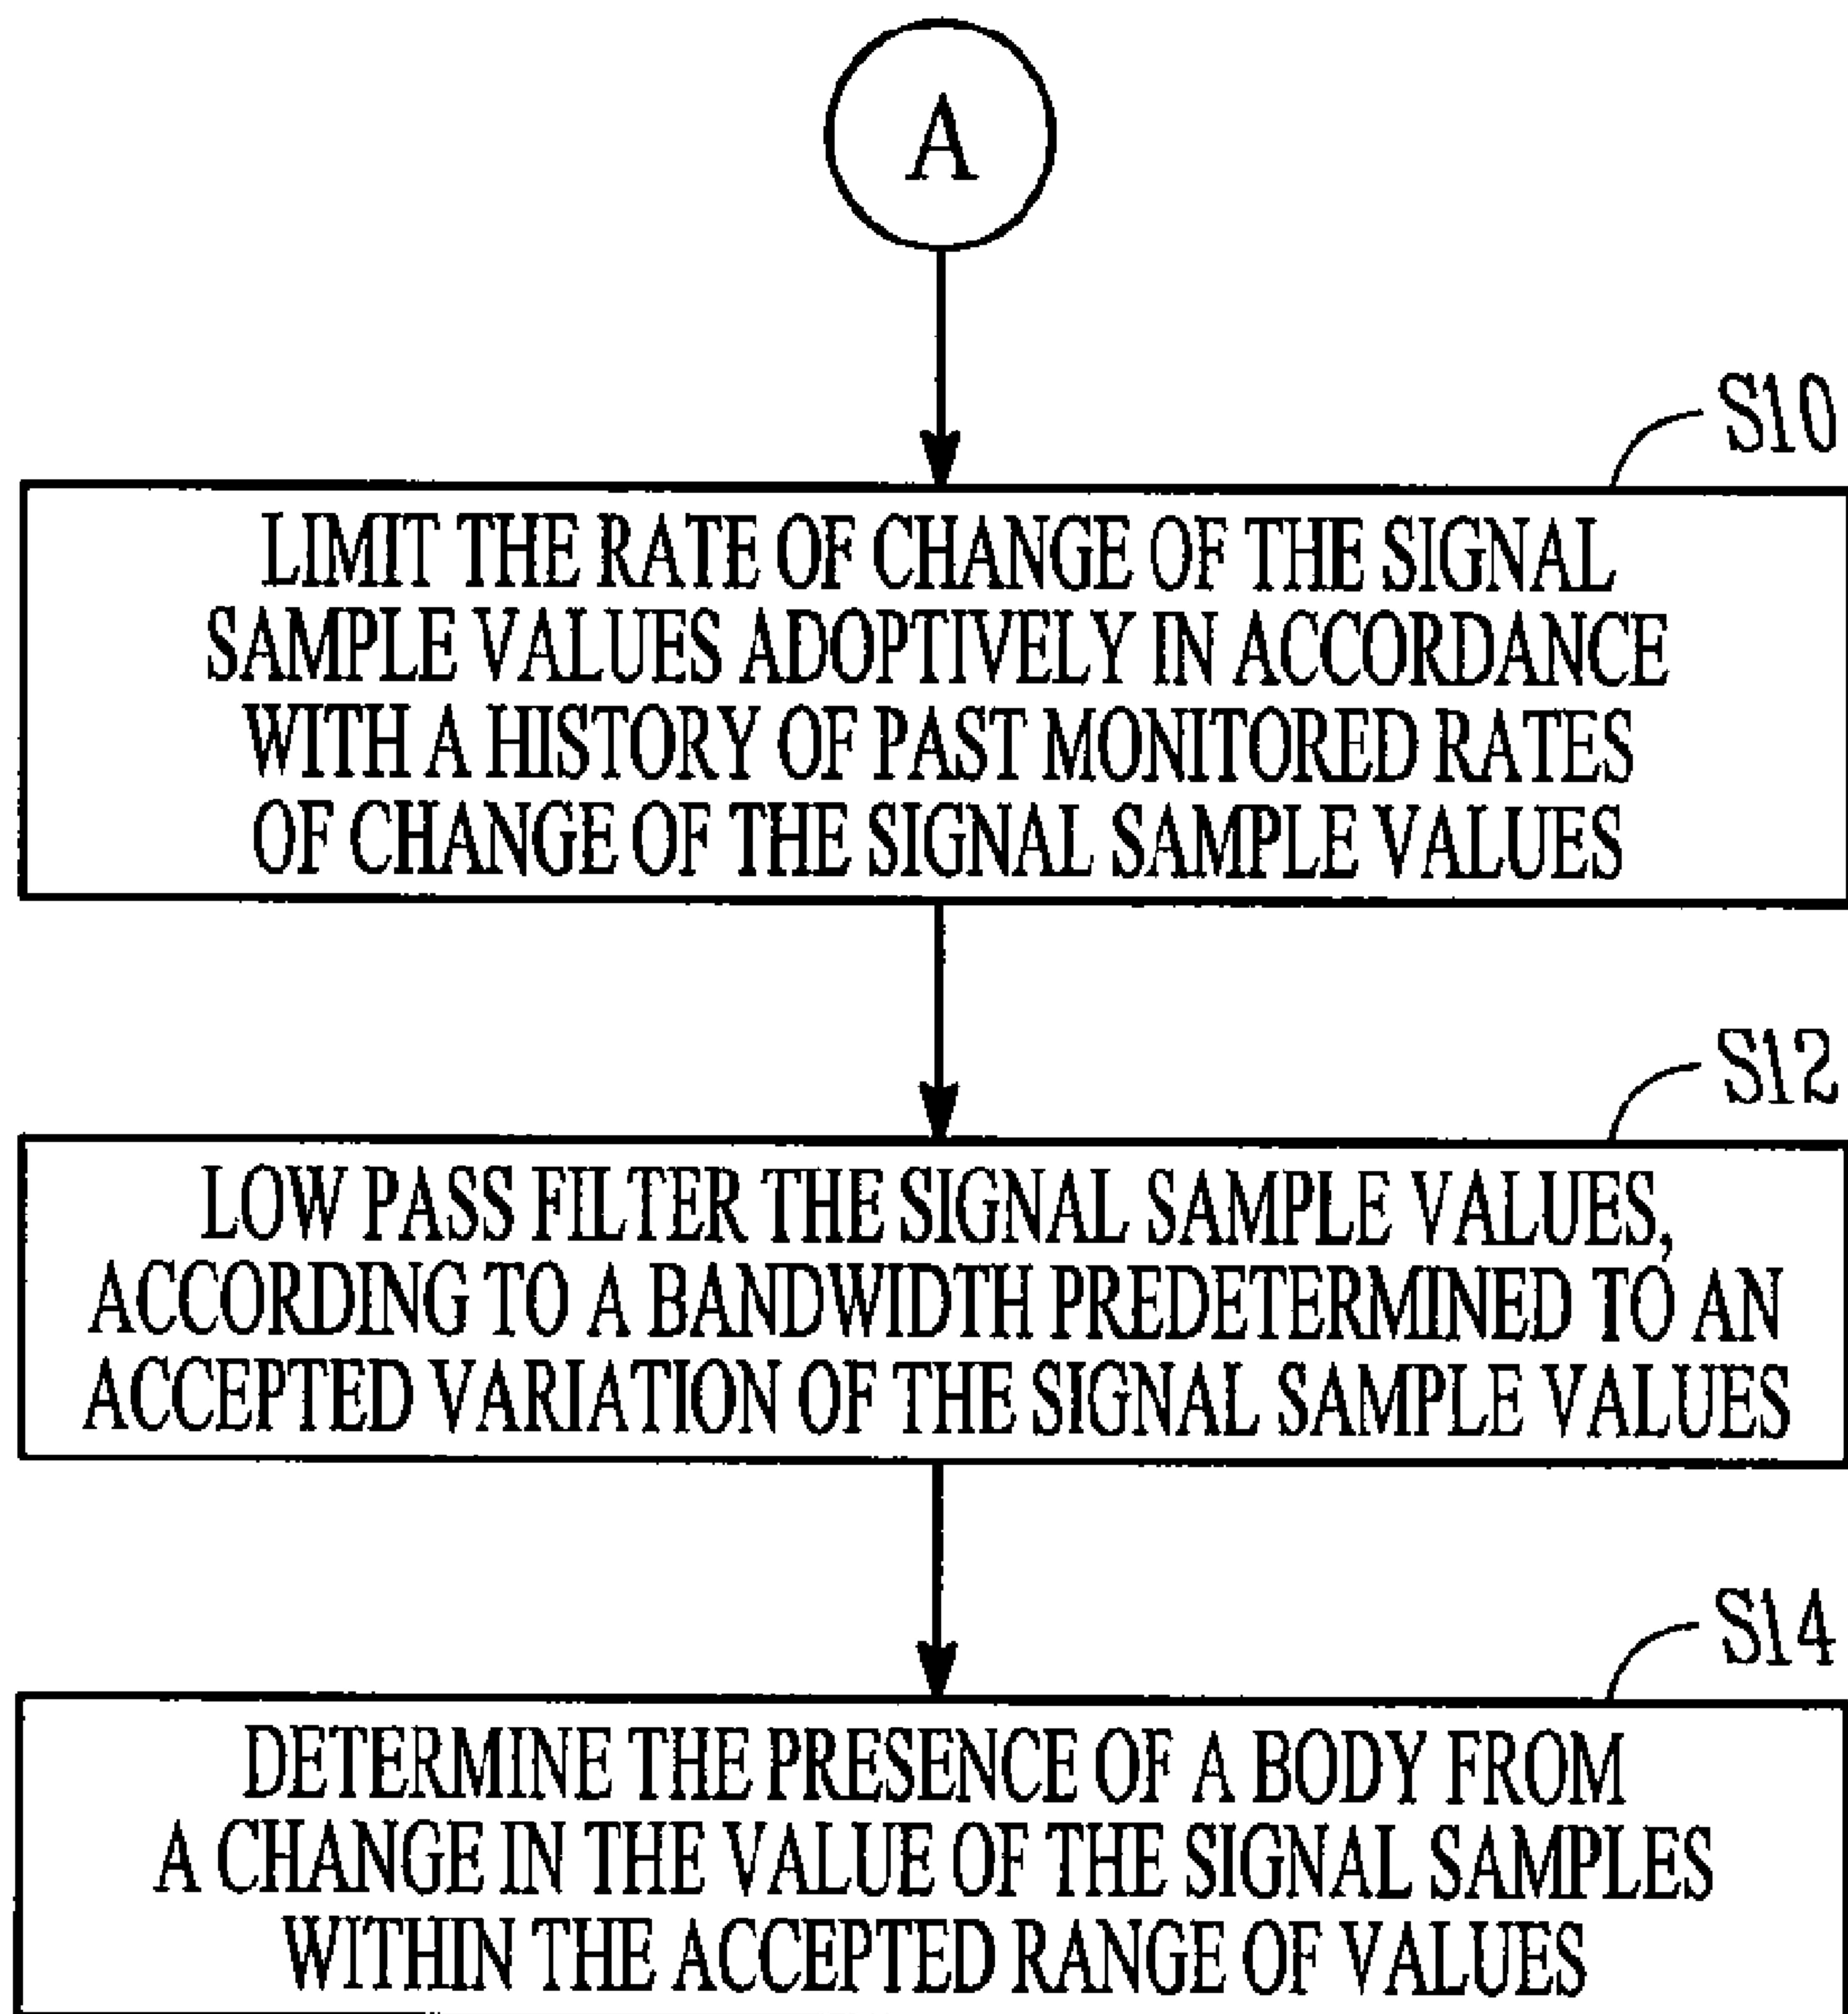 A
S10
LIMIT THE RATE OF CHANGE OF THE SIGNAL
SAMPLE VALUES ADOPTIVELY IN ACCORDANCE
WITH A HISTORY OF PAST MONITORED RATES
OF CHANGE OF THE SIGNAL SAMPLE VALUES
S12
LOW PASS FILTER THE SIGNAL SAMPLE VALUES,
ACCORDING TO A BANDWIDTH PREDETERMINED TO AN
ACCEPTED VARIATION OF THE SIGNAL SAMPLE VALUES
S14
DETERMINE THE PRESENCE OF A BODY FROM
A CHANGE IN THE VALUE OF THE SIGNAL SAMPLES
WITHIN THE ACCEPTED RANGE OF VALUES